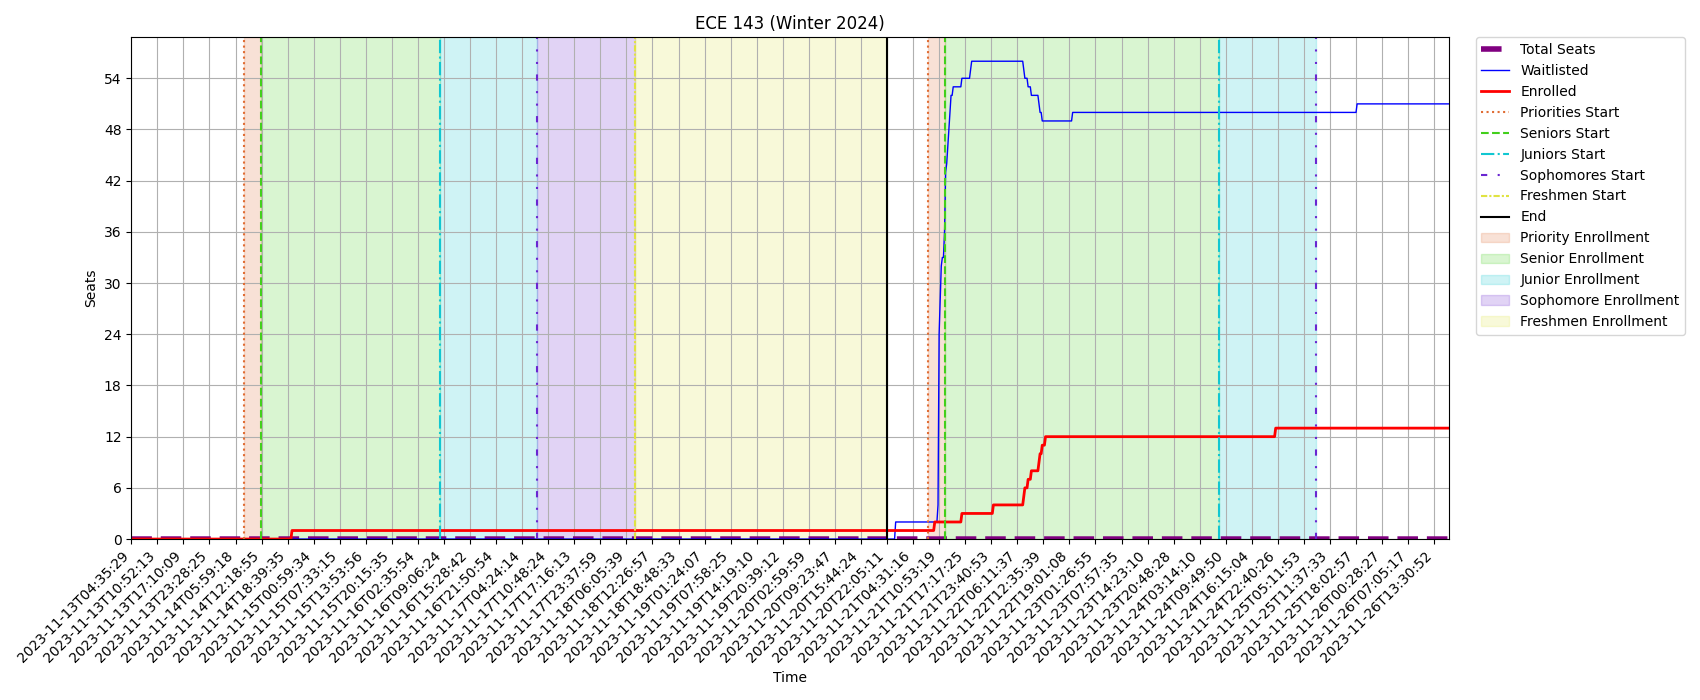 ECE 143 (Winter 2024)
Total Seats
Waitlisted
Enrolled
Priorities Start
Seniors Start
Juniors Start
Sophomores Start
Freshmen Start
End
Priority Enrollment
Senior Enrollment
Junior Enrollment
Sophomore Enrollment
Freshmen Enrollment
Seats
54
48
42
36
30
24
18
12
6
0
2023-11-13T04:35:29
2023-11-13T10:52:13
2023-11-13T17:10:09
2023-11-13T23:28:25
2023-11-14T05:59:18
2023-11-14T12:18:55
2023-11-14T18:39:35
2023-11-15T00:59:34
2023-11-15T07:33:15
2023-11-15T13:53:56
2023-11-15T20:15:35
2023-11-16T02:35:54
2023-11-16T09:06:24
2023-11-16T15:28:42
2023-11-16T21:50:54
2023-11-17T04:24:14
2023-11-17T10:48:24
2023-11-17T17:16:13
2023-11-17T23:37:59
2023-11-18T06:05:39
2023-11-18T12:26:57
2023-11-18T18:48:33
2023-11-19T01:24:07
2023-11-19T07:58:25
2023-11-19T14:19:10
2023-11-19T20:39:12
2023-11-20T02:59:59
2023-11-20T09:23:47
2023-11-20T15:44:24
2023-11-20T22:05:11
2023-11-21T04:31:16
2023-11-21T10:53:19
2023-11-21T17:17:25
2023-11-21T23:40:53
2023-11-22T06:11:37
2023-11-22T12:35:39
2023-11-22T19:01:08
2023-11-23T01:26:55
2023-11-23T07:57:35
2023-11-23T14:23:10
2023-11-23T20:48:28
2023-11-24T03:14:10
2023-11-24T09:49:50
2023-11-24T16:15:04
2023-11-24T22:40:26
2023-11-25T05:11:53
2023-11-25T11:37:33
2023-11-25T18:02:57
2023-11-26T00:28:27
2023-11-26T07:05:17
2023-11-26T13:30:52
Time